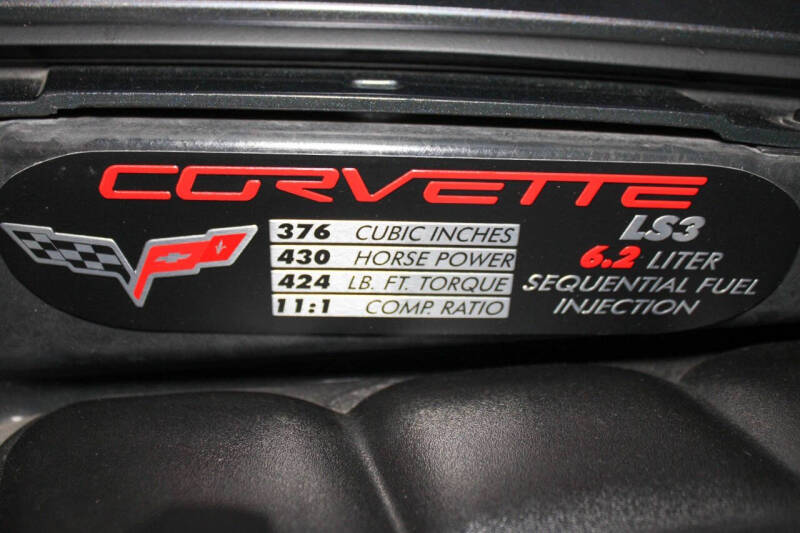 CORVETTE
376 CUBIC INCHES
430 HORSE POWER
424 LB. FT. TORQUE
11:1 COMP. RATIO
LS3
6.2 LITER
SEQUENTIAL FUEL
INJECTION